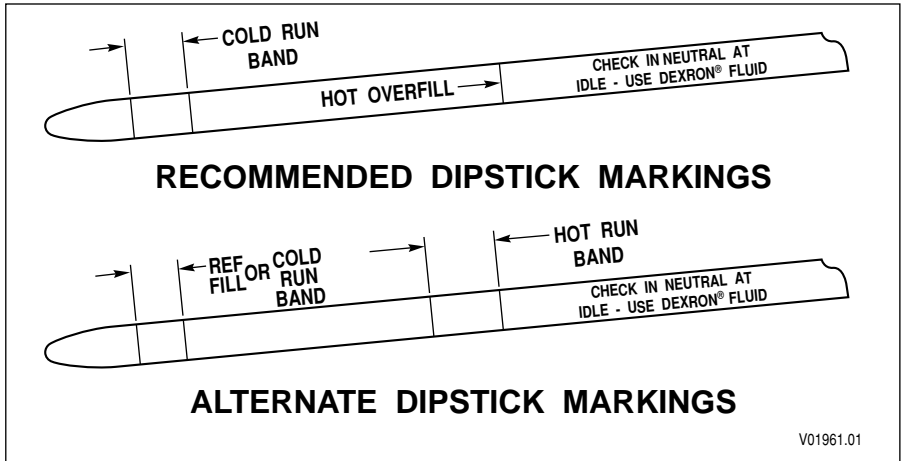 COLD RUN
BAND
HOT OVERFILL
CHECK IN NEUTRAL AT
IDLE - USE DEXRON® FLUID
RECOMMENDED DIPSTICK MARKINGS
REF
FILL
OR
COLD
RUN
BAND
HOT RUN
BAND
CHECK IN NEUTRAL AT
IDLE - USE DEXRON® FLUID
ALTERNATE DIPSTICK MARKINGS
V01961.01